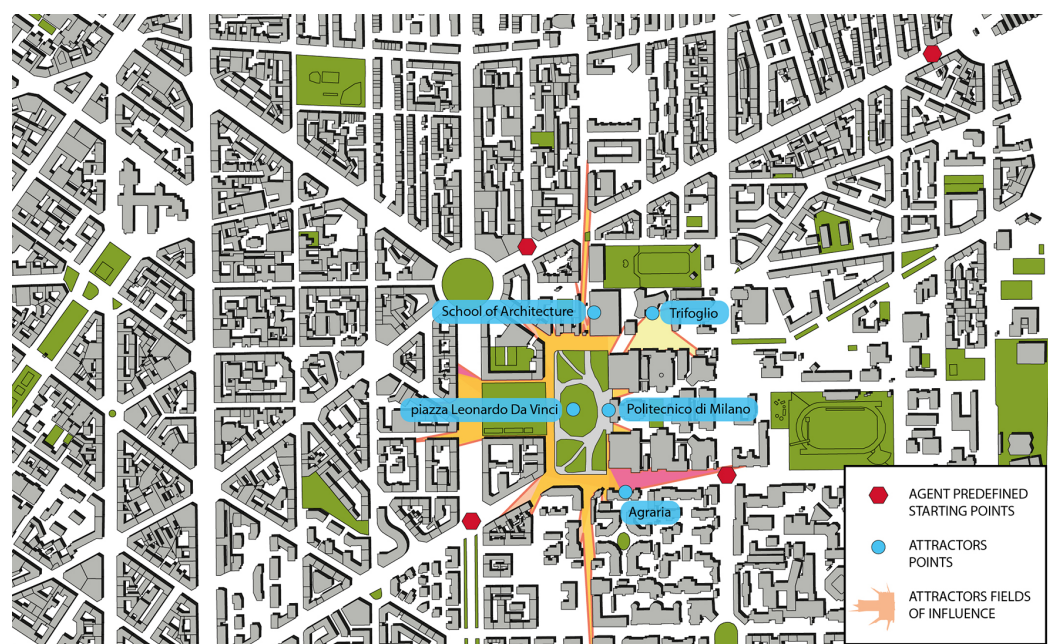 School of Architecture
Trifoglio
piazza Leonardo Da Vinci
Politecnico di Milano
Agraria
AGENT PREDEFINED
STARTING POINTS
ATTRACTORS
POINTS
ATTRACTORS FIELDS
OF INFLUENCE